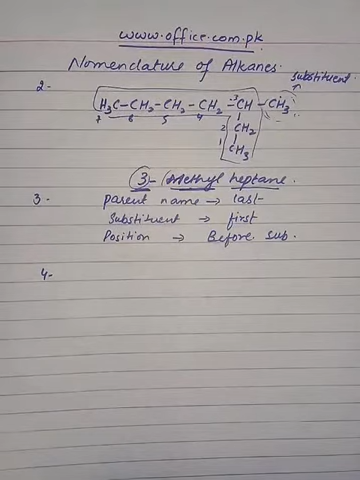 www.office.com.pk
Nomenclature of Alkanes.
substituent
2-
H₃C-CH₂-CH₂-CH₂-CH-CH₃
7 6 5 4 3
2 CH₂
1 CH₃
3- Methyl heptane.
3- parent name → last
Substituent → first
Position → Before sub.
4-